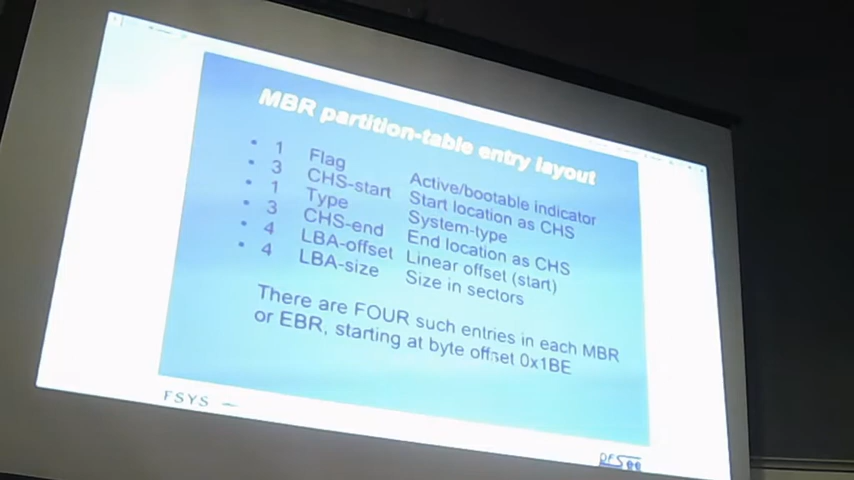 MBR partition-table entry layout
• 1 Flag Active/bootable indicator
• 3 CHS-start Start location as CHS
• 1 Type System-type
• 3 CHS-end End location as CHS
• 4 LBA-offset Linear offset (start)
• 4 LBA-size Size in sectors
There are FOUR such entries in each MBR
or EBR, starting at byte offset 0x1BE
FSYS —